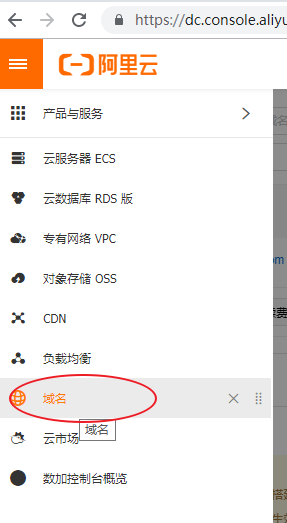 https://dc.console.aliyu
阿里云
产品与服务
云服务器 ECS
云数据库 RDS 版
专有网络 VPC
对象存储 OSS
CDN
负载均衡
域名
域名
云市场
数加控制台概览
om